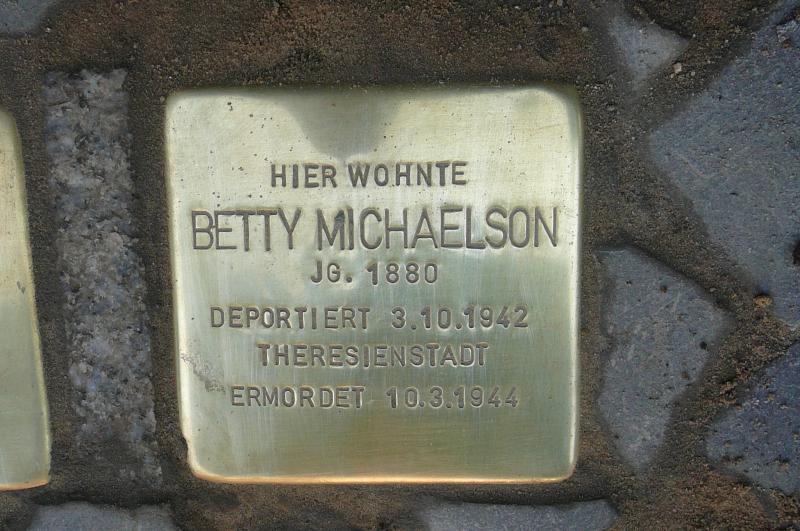 HIER WOHNTE
BETTY MICHAELSON
JG. 1880
DEPORTIERT 3.10.1942
THERESIENSTADT
ERMORDET 10.3.1944